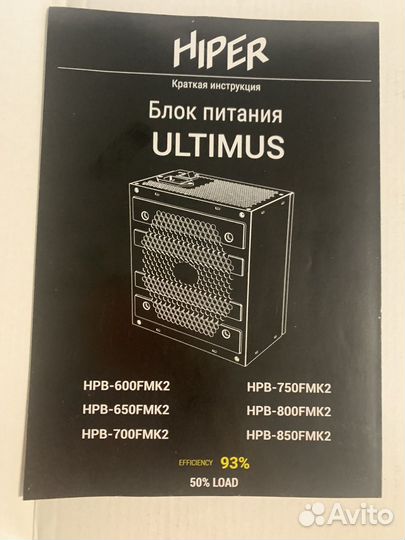 HIPER
Краткая инструкция
Блок питания
ULTIMUS
HPB-600FMK2 HPB-750FMK2
HPB-650FMK2 HPB-800FMK2
HPB-700FMK2 HPB-850FMK2
EFFICIENCY 93%
50% LOAD
Avito